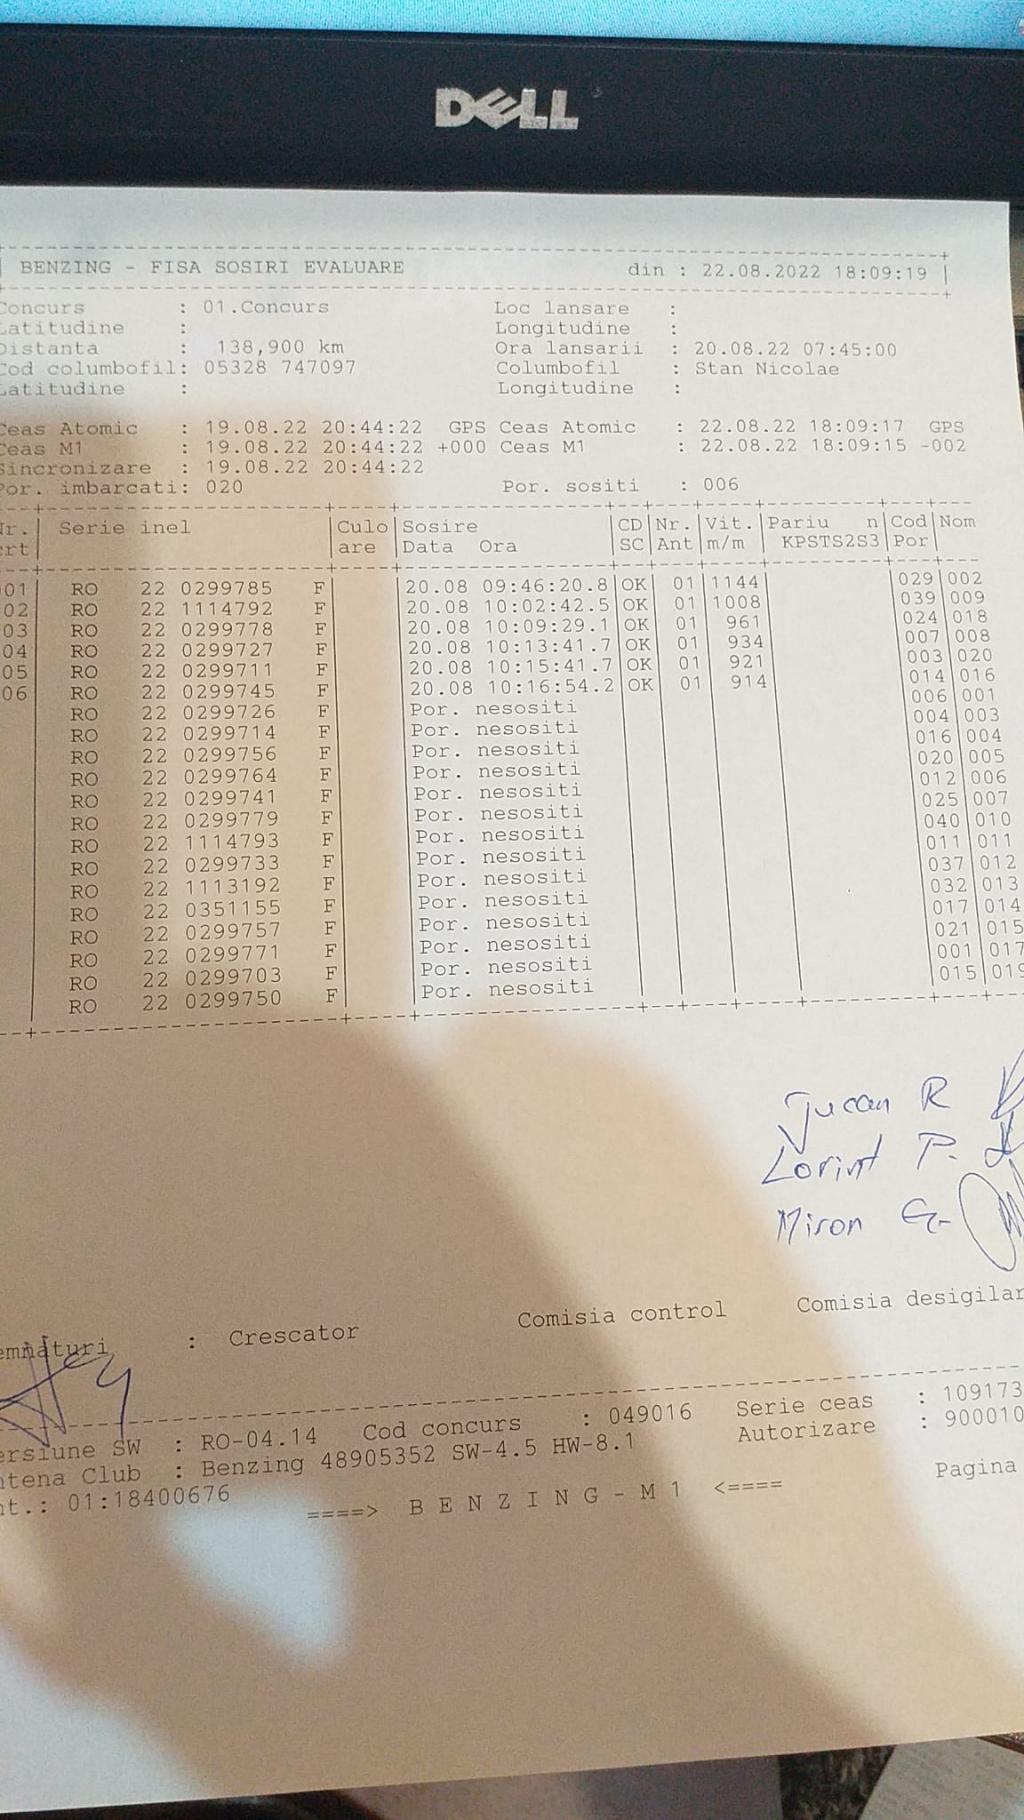 DELL
BENZING - FISA SOSIRI EVALUARE din : 22.08.2022 18:09:19
Concurs : 01.Concurs Loc lansare :
Latitudine : Longitudine :
Distanta : 138,900 km Ora lansarii : 20.08.22 07:45:00
Cod columbofil: 05328 747097 Columbofil : Stan Nicolae
Latitudine : Longitudine :
Ceas Atomic : 19.08.22 20:44:22 GPS Ceas Atomic : 22.08.22 18:09:17 GPS
Ceas M1 : 19.08.22 20:44:22 +000 Ceas M1 : 22.08.22 18:09:15 -002
Sincronizare : 19.08.22 20:44:22
Por. imbarcati: 020 Por. sositi : 006
Nr. Serie inel Culo Sosire CD Nr. Vit. Pariu n Cod Nom
crt are Data Ora SC Ant m/m KPSTS2S3 Por
01 RO 22 0299785 F 20.08 09:46:20.8 OK 01 1144 029 002
02 RO 22 1114792 F 20.08 10:02:42.5 OK 01 1008 039 009
03 RO 22 0299778 F 20.08 10:09:29.1 OK 01 961 024 018
04 RO 22 0299727 F 20.08 10:13:41.7 OK 01 934 007 008
05 RO 22 0299711 F 20.08 10:15:41.7 OK 01 921 003 020
06 RO 22 0299745 F 20.08 10:16:54.2 OK 01 914 014 016
RO 22 0299726 F Por. nesositi 006 001
RO 22 0299714 F Por. nesositi 004 003
RO 22 0299756 F Por. nesositi 016 004
RO 22 0299764 F Por. nesositi 020 005
RO 22 0299741 F Por. nesositi 012 006
RO 22 0299779 F Por. nesositi 025 007
RO 22 1114793 F Por. nesositi 040 010
RO 22 0299733 F Por. nesositi 011 011
RO 22 1113192 F Por. nesositi 037 012
RO 22 0351155 F Por. nesositi 032 013
RO 22 0299757 F Por. nesositi 017 014
RO 22 0299771 F Por. nesositi 021 015
RO 22 0299703 F Por. nesositi 001 017
RO 22 0299750 F Por. nesositi 015 019
Jucan R
Lorint P.
Miron G.
emnaturi : Crescator Comisia control Comisia desigilar
ersiune SW : RO-04.14 Cod concurs : 049016 Serie ceas : 109173
ntena Club : Benzing 48905352 SW-4.5 HW-8.1 Autorizare : 900010
nt.: 01:18400676 Pagina
====> B E N Z I N G - M 1 <====